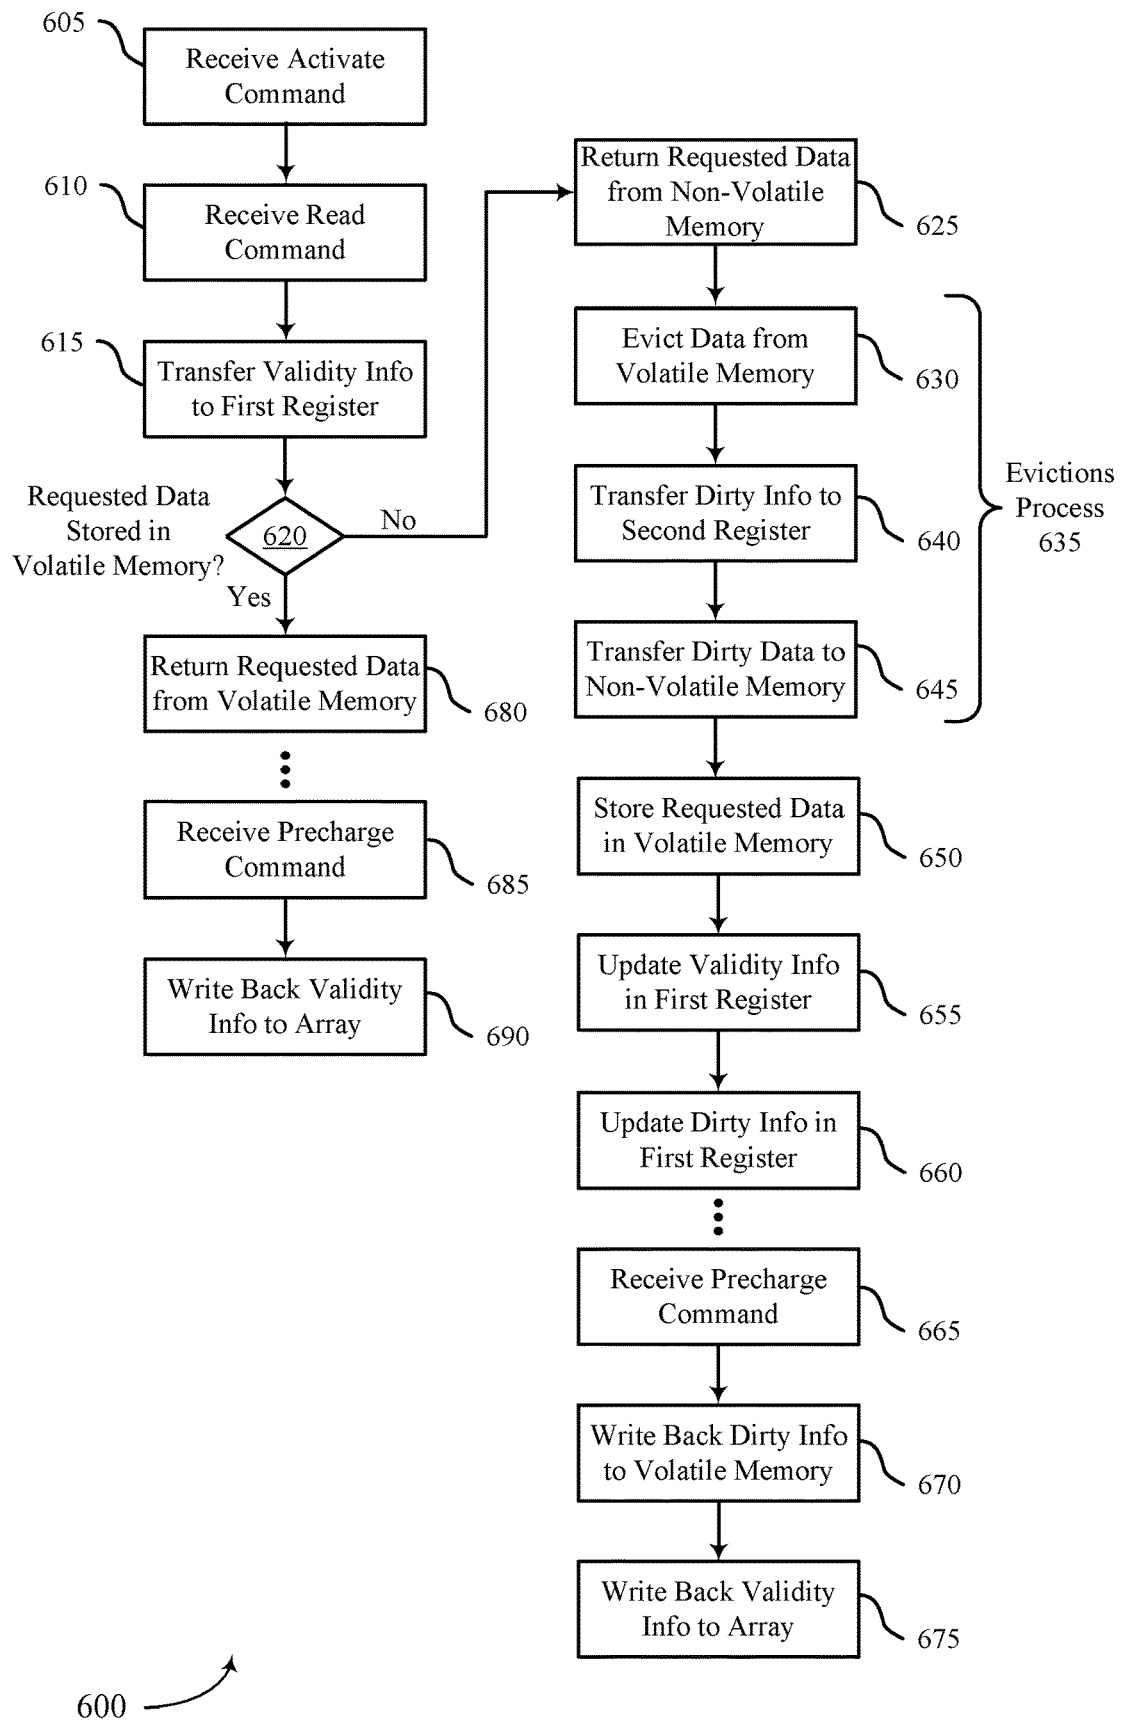 605
Receive Activate
Command
610
Receive Read
Command
615
Transfer Validity Info
to First Register
Requested Data
Stored in
Volatile Memory?
620
No
Yes
Return Requested Data
from Volatile Memory
680
Receive Precharge
Command
685
Write Back Validity
Info to Array
690
Return Requested Data
from Non-Volatile
Memory
625
Evict Data from
Volatile Memory
630
Transfer Dirty Info to
Second Register
640
Transfer Dirty Data to
Non-Volatile Memory
645
Evictions
Process
635
Store Requested Data
in Volatile Memory
650
Update Validity Info
in First Register
655
Update Dirty Info in
First Register
660
Receive Precharge
Command
665
Write Back Dirty Info
to Volatile Memory
670
Write Back Validity
Info to Array
675
600